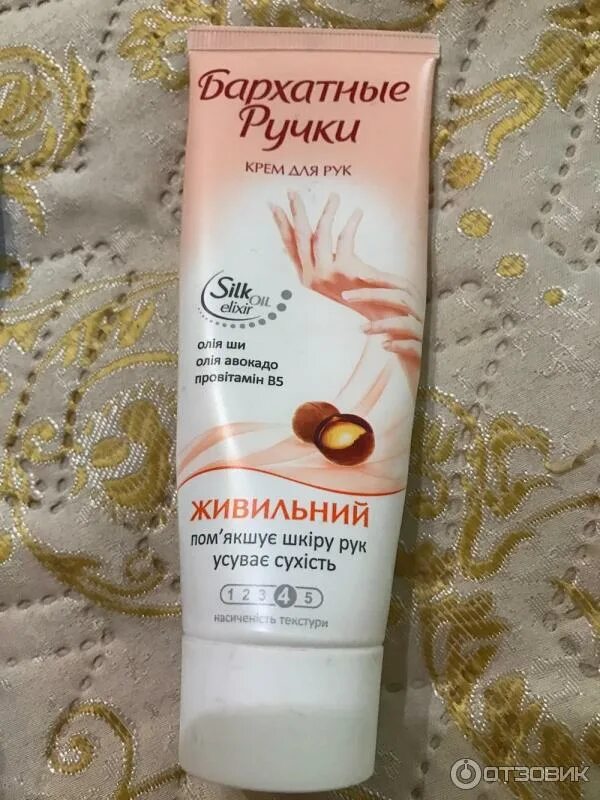 Бархатные
Ручки
КРЕМ ДЛЯ РУК
Silk OIL
elixir
олія ши
олія авокадо
провітамін В5
ЖИВИЛЬНИЙ
пом'якшує шкіру рук
усуває сухість
1 2 3 4 5
насиченість текстури
ОТЗОВИК